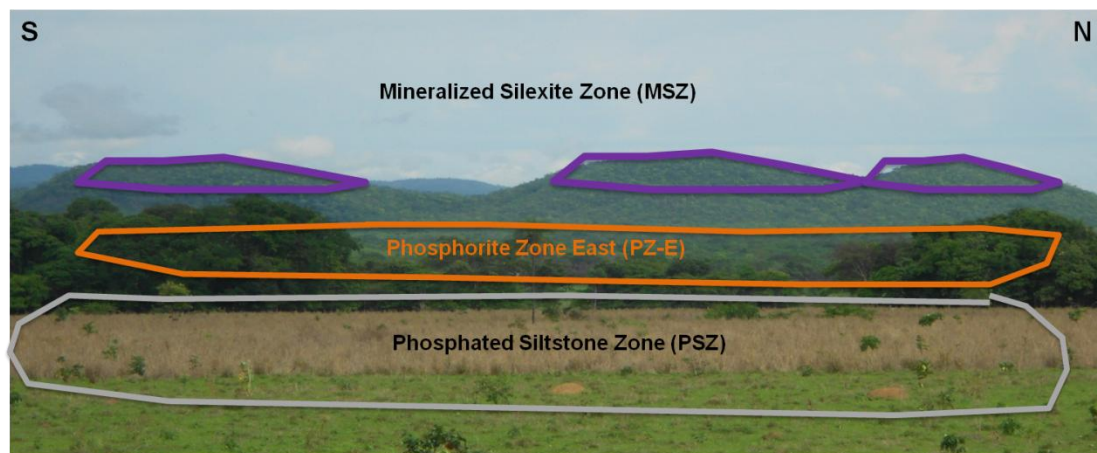 S
N
Mineralized Silexite Zone (MSZ)
Phosphorite Zone East (PZ-E)
Phosphated Siltstone Zone (PSZ)